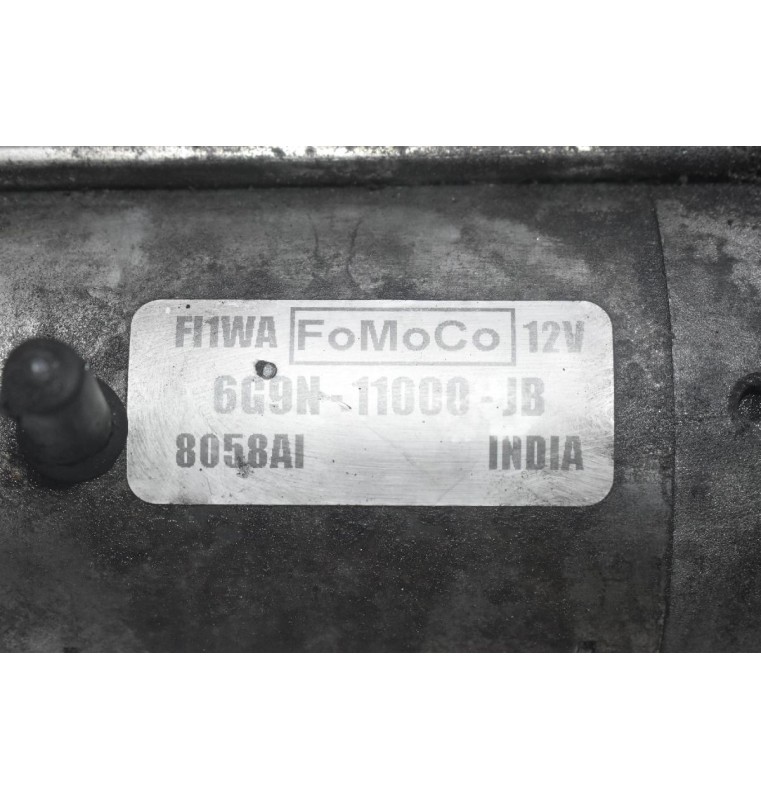 FI1WA FoMoCo 12V
6G9N-11000-JB
8058AI INDIA